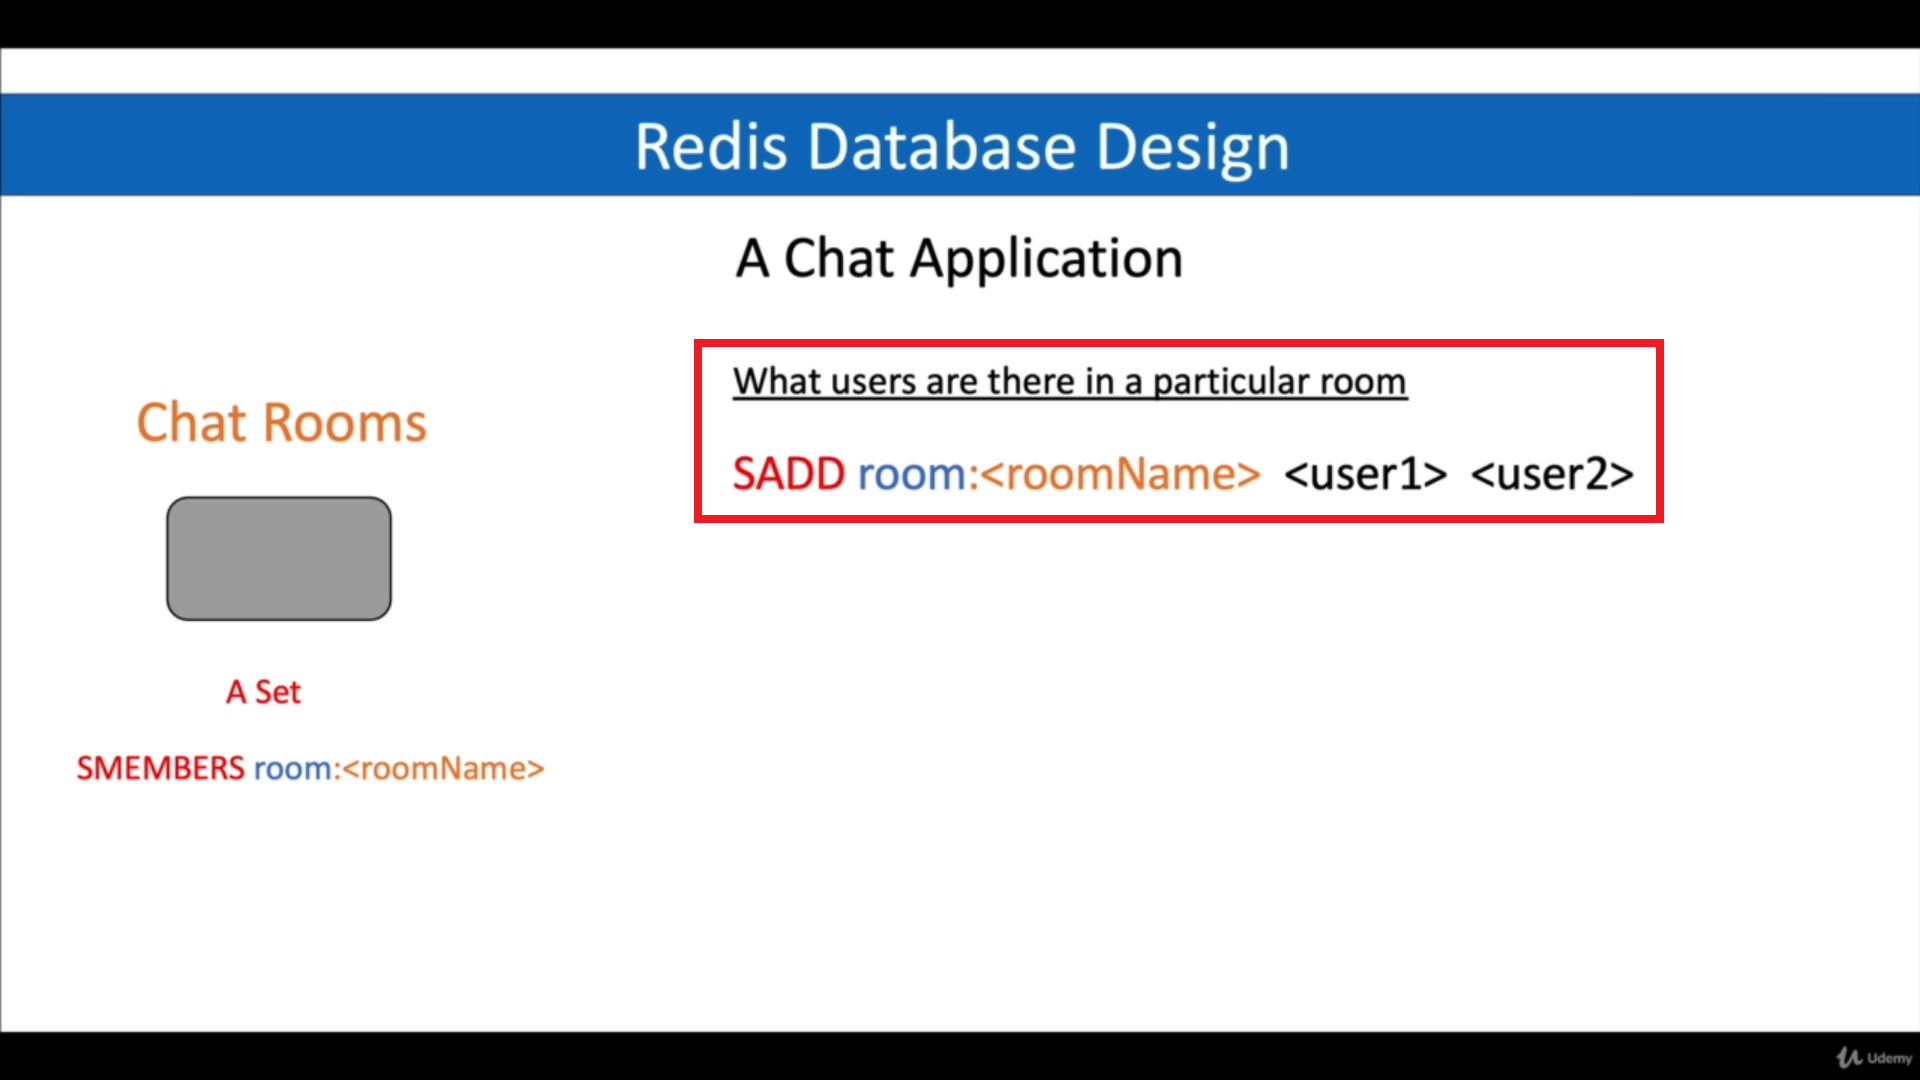 Redis Database Design
A Chat Application
Chat Rooms
A Set
SMEMBERS room:<roomName>
What users are there in a particular room
SADD room:<roomName> <user1> <user2>
Udemy